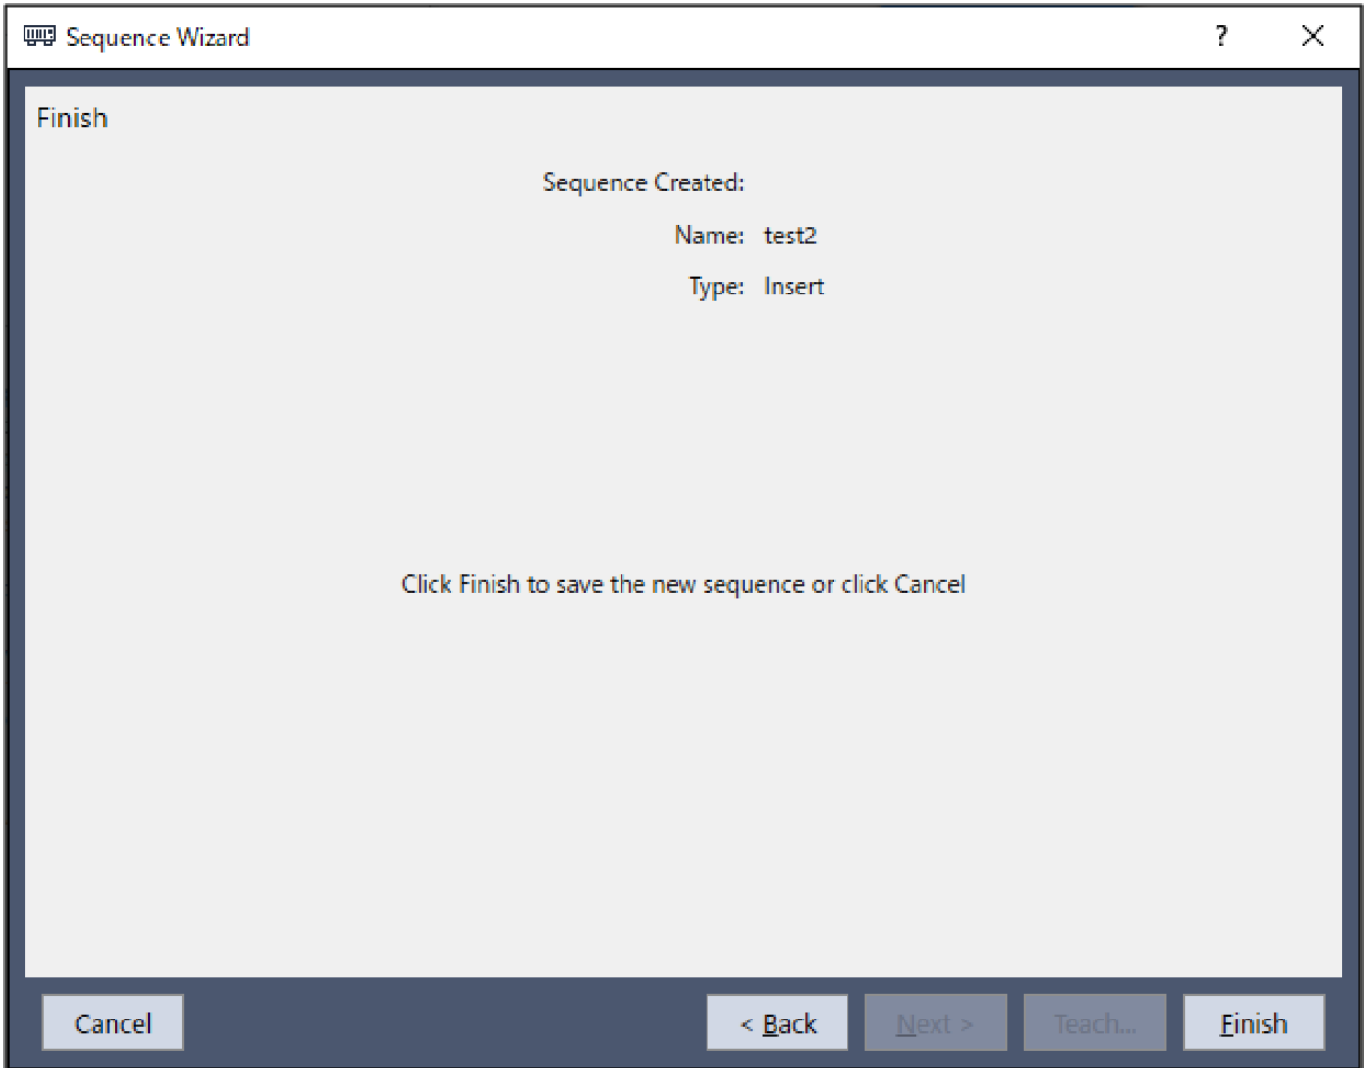 Sequence Wizard
?
Finish
Sequence Created:
Name: test2
Type: Insert
Click Finish to save the new sequence or click Cancel
Cancel
< Back
Next >
Teach...
Finish